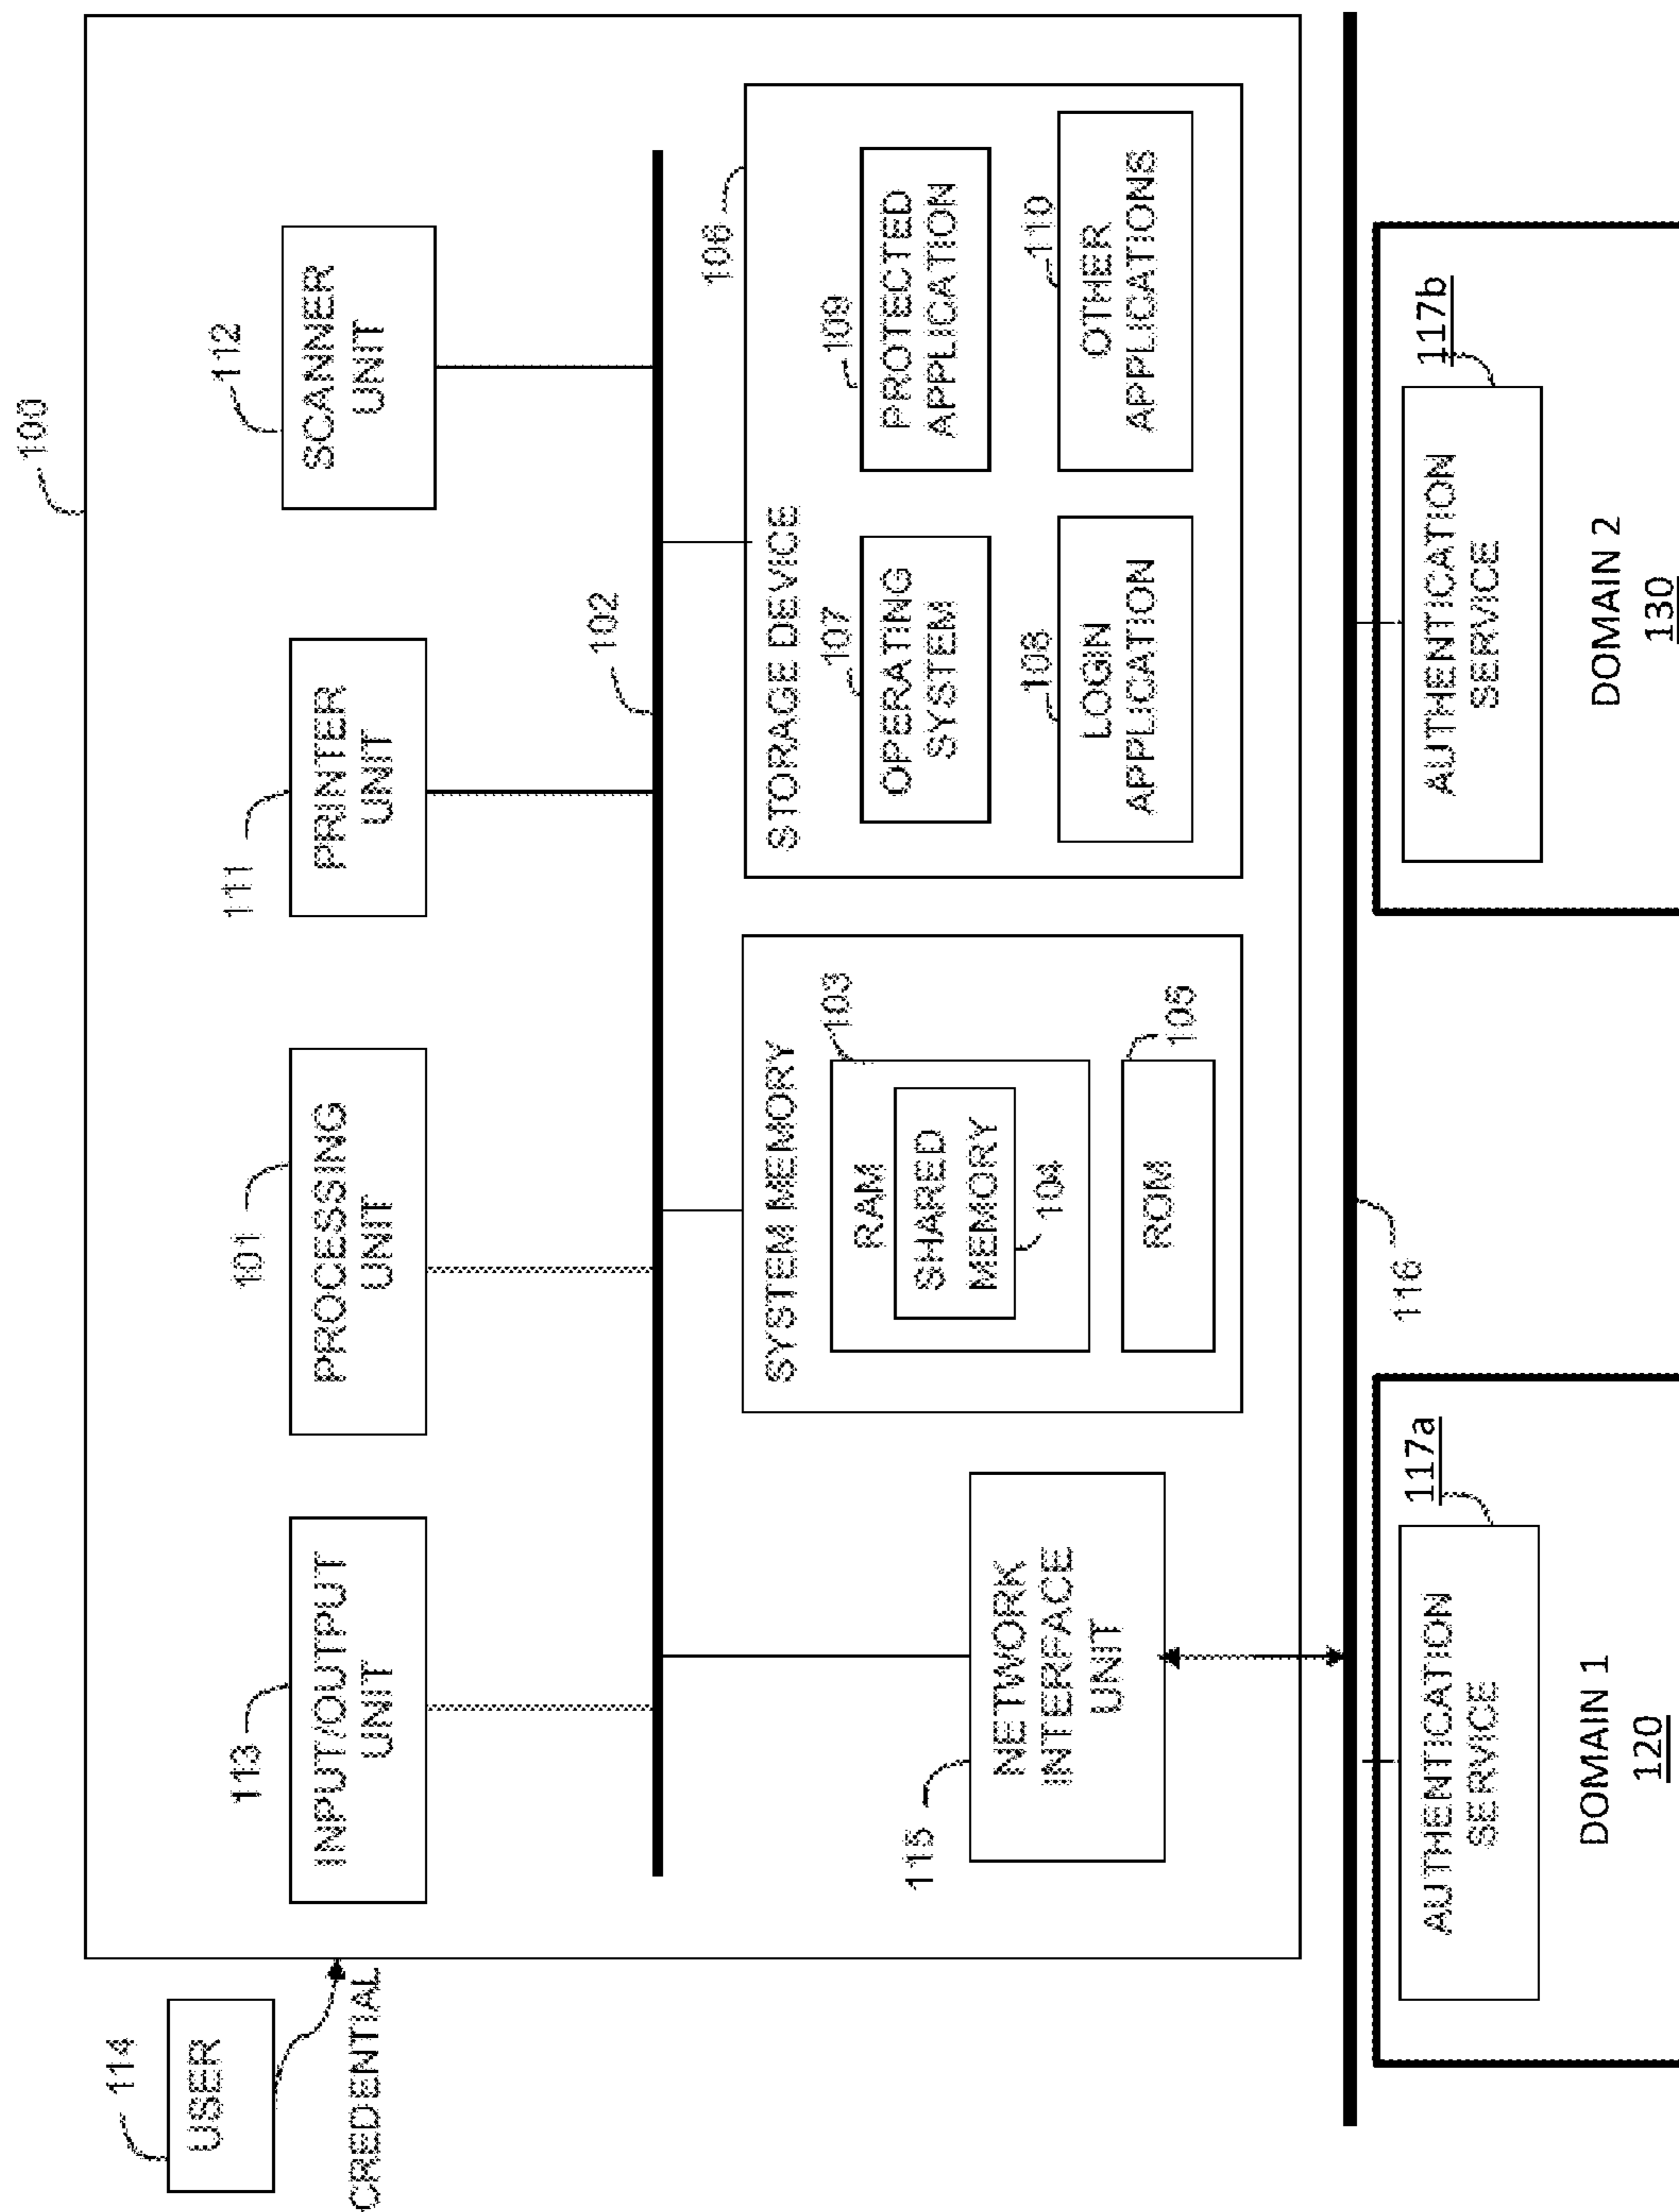 100
114
USER
CREDENTIAL
113
INPUT/OUTPUT
UNIT
101
PROCESSING
UNIT
111
PRINTER
UNIT
112
SCANNER
UNIT
102
115
NETWORK
INTERFACE
UNIT
SYSTEM MEMORY
103
RAM
SHARED
MEMORY
104
105
ROM
106
STORAGE DEVICE
107
OPERATING
SYSTEM
109
PROTECTED
APPLICATION
108
LOGIN
APPLICATION
110
OTHER
APPLICATIONS
116
117a
AUTHENTICATION
SERVICE
DOMAIN 1
120
117b
AUTHENTICATION
SERVICE
DOMAIN 2
130